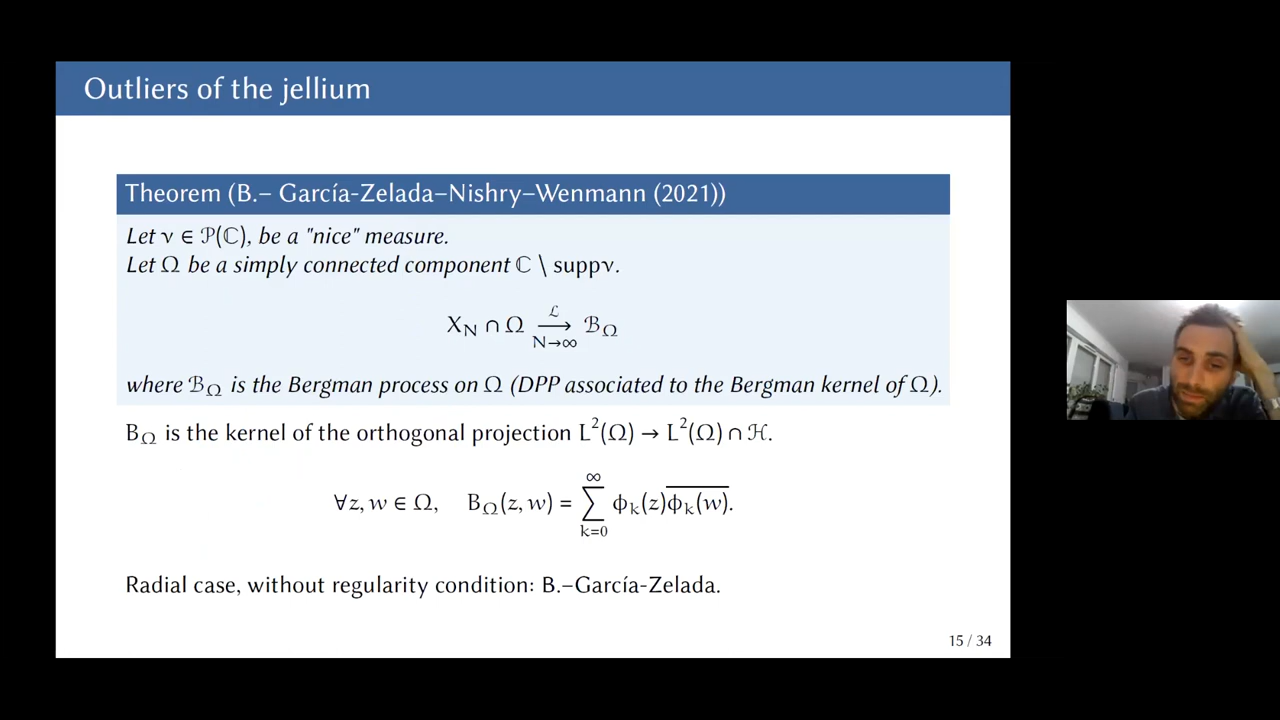 Outliers of the jellium
Theorem (B.– García-Zelada–Nishry–Wenmann (2021))
Let ν ∈ 𝒫(ℂ), be a "nice" measure.
Let Ω be a simply connected component ℂ \ suppν.
X_N ∩ Ω \xrightarrow[N→∞]{ℒ} ℬ_Ω
where ℬ_Ω is the Bergman process on Ω (DPP associated to the Bergman kernel of Ω).
B_Ω is the kernel of the orthogonal projection L²(Ω) → L²(Ω) ∩ ℋ.
∀z, w ∈ Ω, B_Ω(z, w) = \sum_{k=0}^{∞} ϕ_k(z)\overline{ϕ_k(w)}.
Radial case, without regularity condition: B.–García-Zelada.
15 / 34